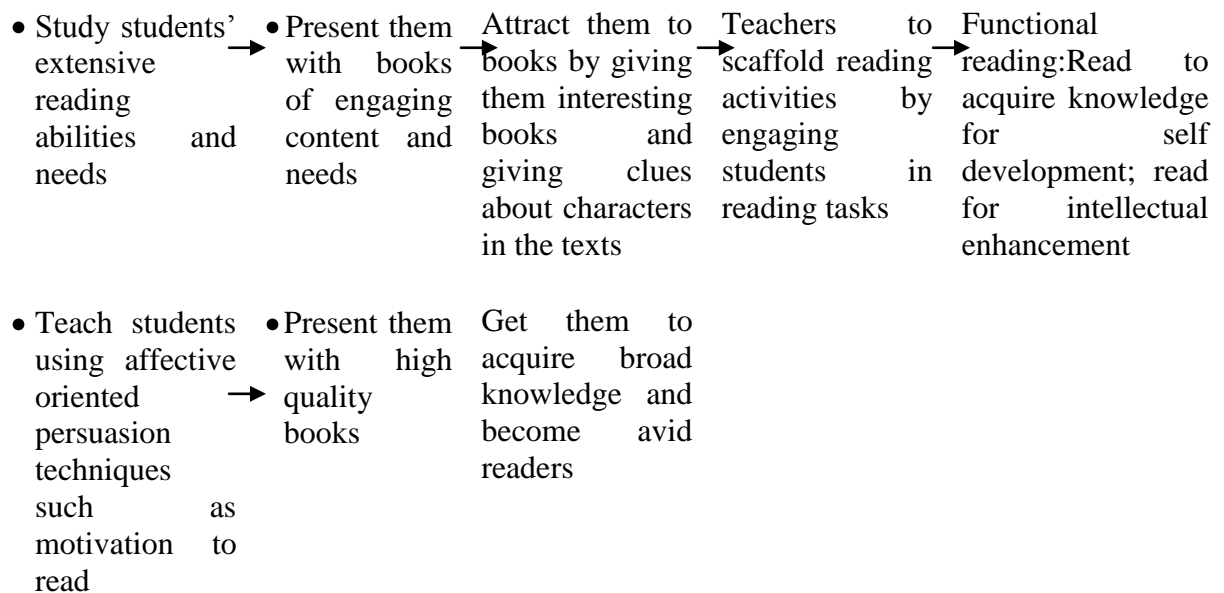 • Study students’
extensive
reading
abilities and
needs
• Present them
with books
of engaging
content and
needs
Attract them to
books by giving
them interesting
books and
giving clues
about characters
in the texts
Teachers to
scaffold reading
activities by
engaging
students in
reading tasks
Functional
reading:Read to
acquire knowledge
for self
development; read
for intellectual
enhancement
• Teach students
using affective
oriented
persuasion
techniques
such as
motivation to
read
• Present them
with high
quality
books
Get them to
acquire broad
knowledge and
become avid
readers